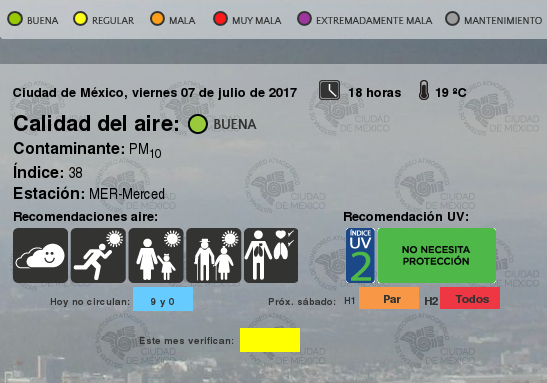 BUENA REGULAR MALA MUY MALA EXTREMADAMENTE MALA MANTENIMIENTO
Ciudad de México, viernes 07 de julio de 2017 18 horas 19 ºC
Calidad del aire: BUENA
Contaminante: PM10
Índice: 38
Estación: MER-Merced
Recomendaciones aire: Recomendación UV:
ÍNDICE
UV
2
NO NECESITA
PROTECCIÓN
Hoy no circulan: 9 y 0 Próx. sábado: H1 Par H2 Todos
Este mes verifican:
CIUDAD
DE MÉXICO